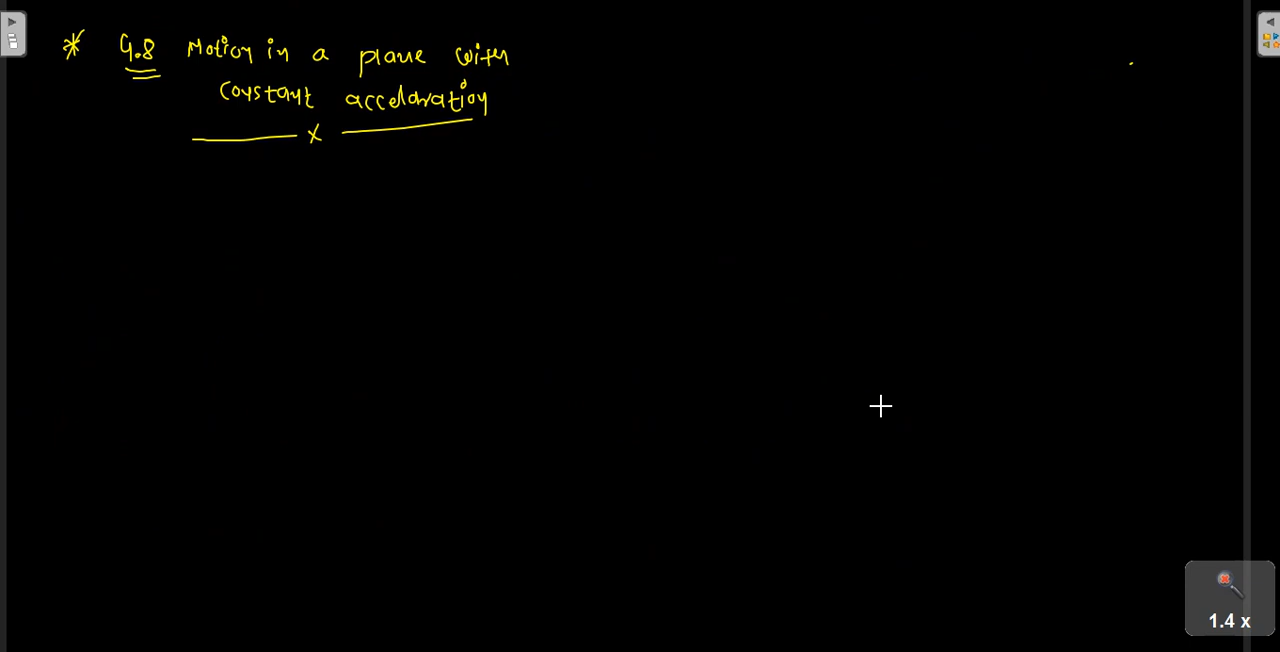 * 4.8 Motion in a plane with
constant acceleration
x
1.4 x